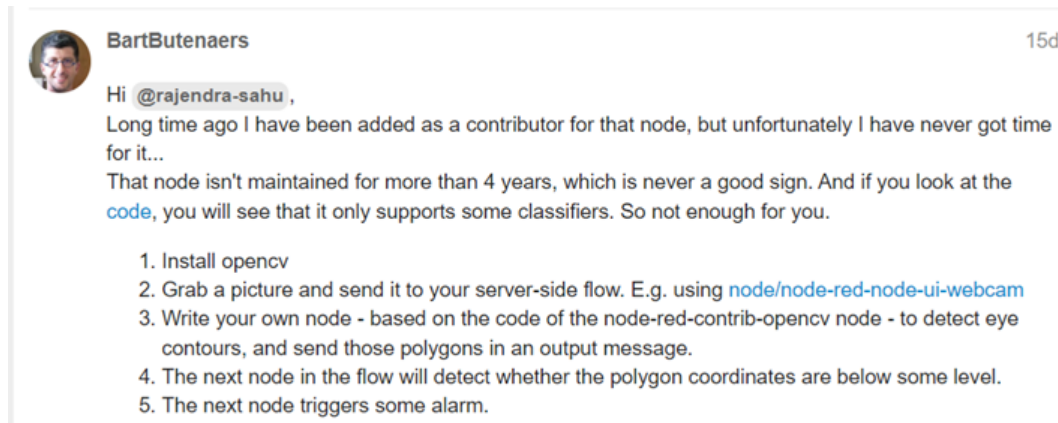 BartButenaers
15d
Hi @rajendra-sahu,
Long time ago I have been added as a contributor for that node, but unfortunately I have never got time
for it...
That node isn't maintained for more than 4 years, which is never a good sign. And if you look at the
code, you will see that it only supports some classifiers. So not enough for you.
1. Install opencv
2. Grab a picture and send it to your server-side flow. E.g. using node/node-red-node-ui-webcam
3. Write your own node - based on the code of the node-red-contrib-opencv node - to detect eye
contours, and send those polygons in an output message.
4. The next node in the flow will detect whether the polygon coordinates are below some level.
5. The next node triggers some alarm.